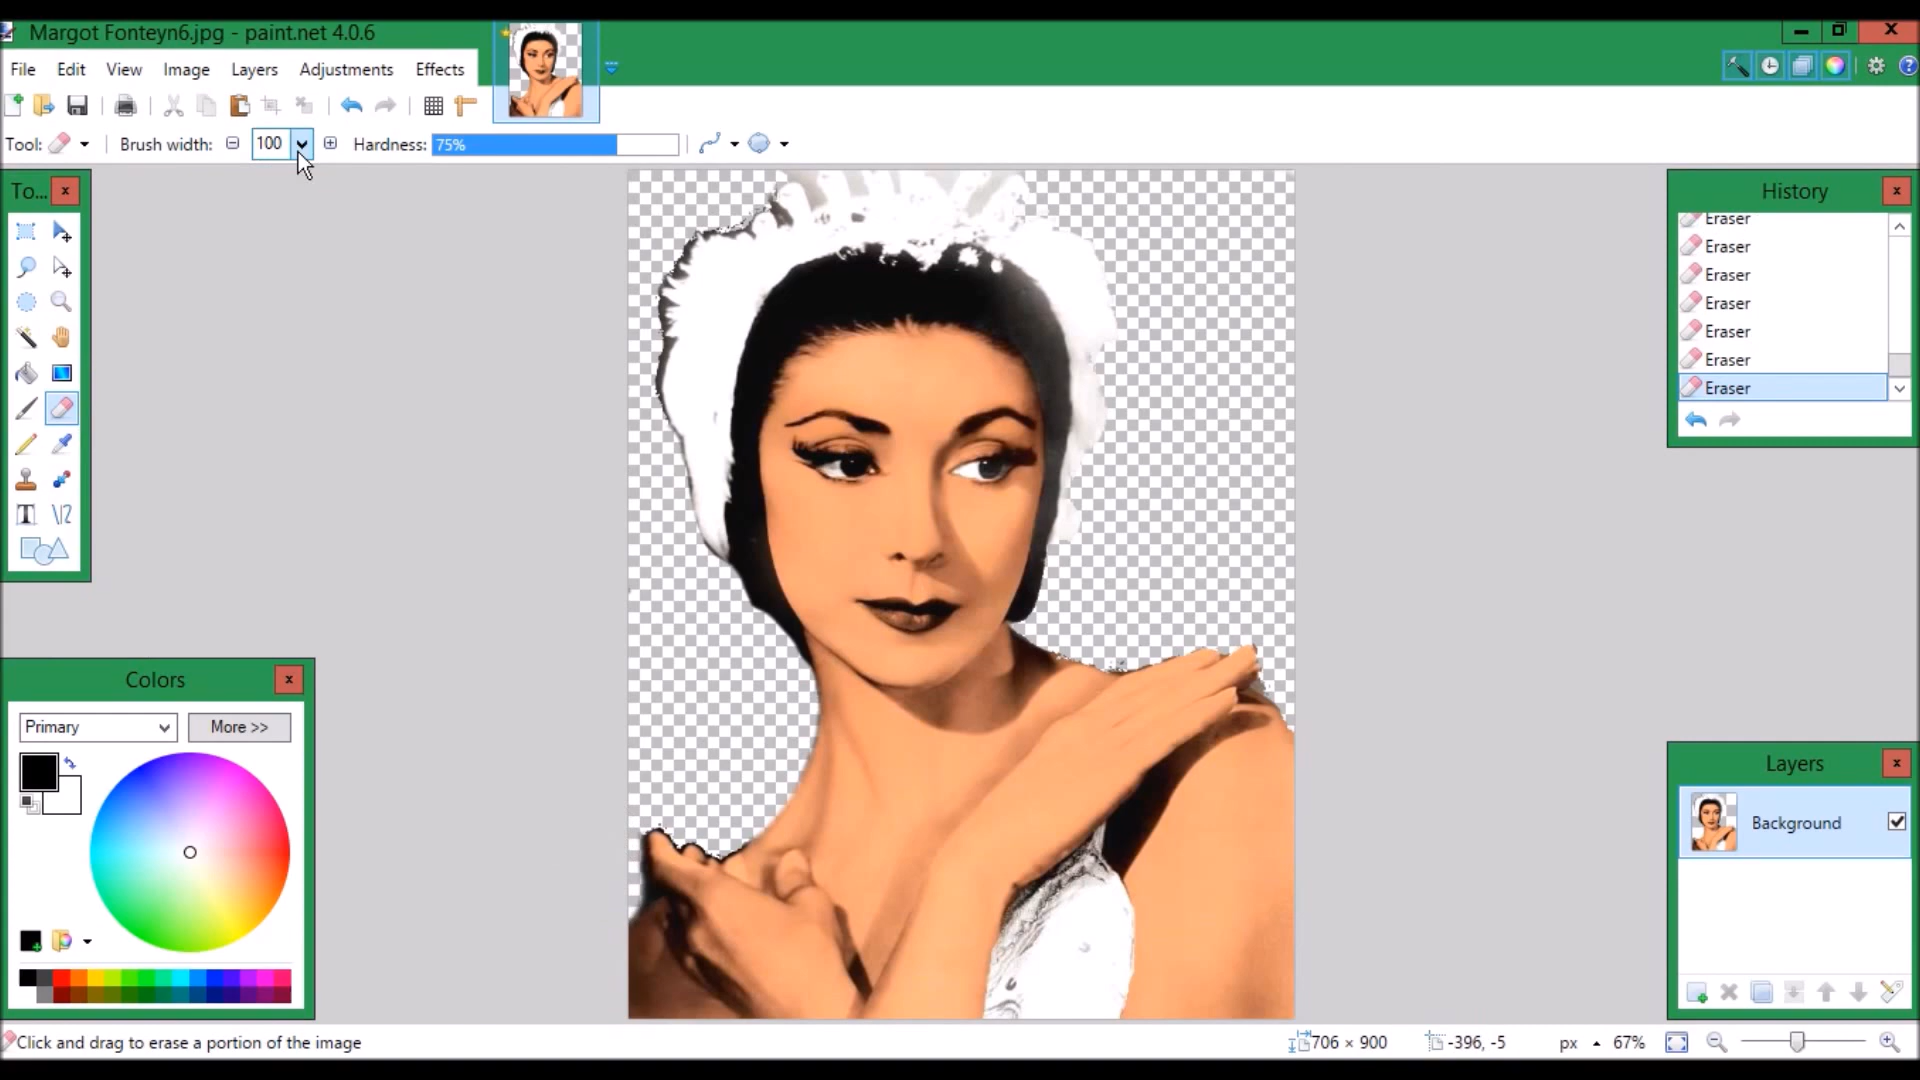 Margot Fonteyn6.jpg - paint.net 4.0.6
File Edit View Image Layers Adjustments Effects
Tool: Brush width: 100 Hardness: 75%
To...
History
Eraser
Eraser
Eraser
Eraser
Eraser
Eraser
Eraser
Colors
Primary More >>
Layers
Background
Click and drag to erase a portion of the image 706 × 900 -396, -5 px 67%